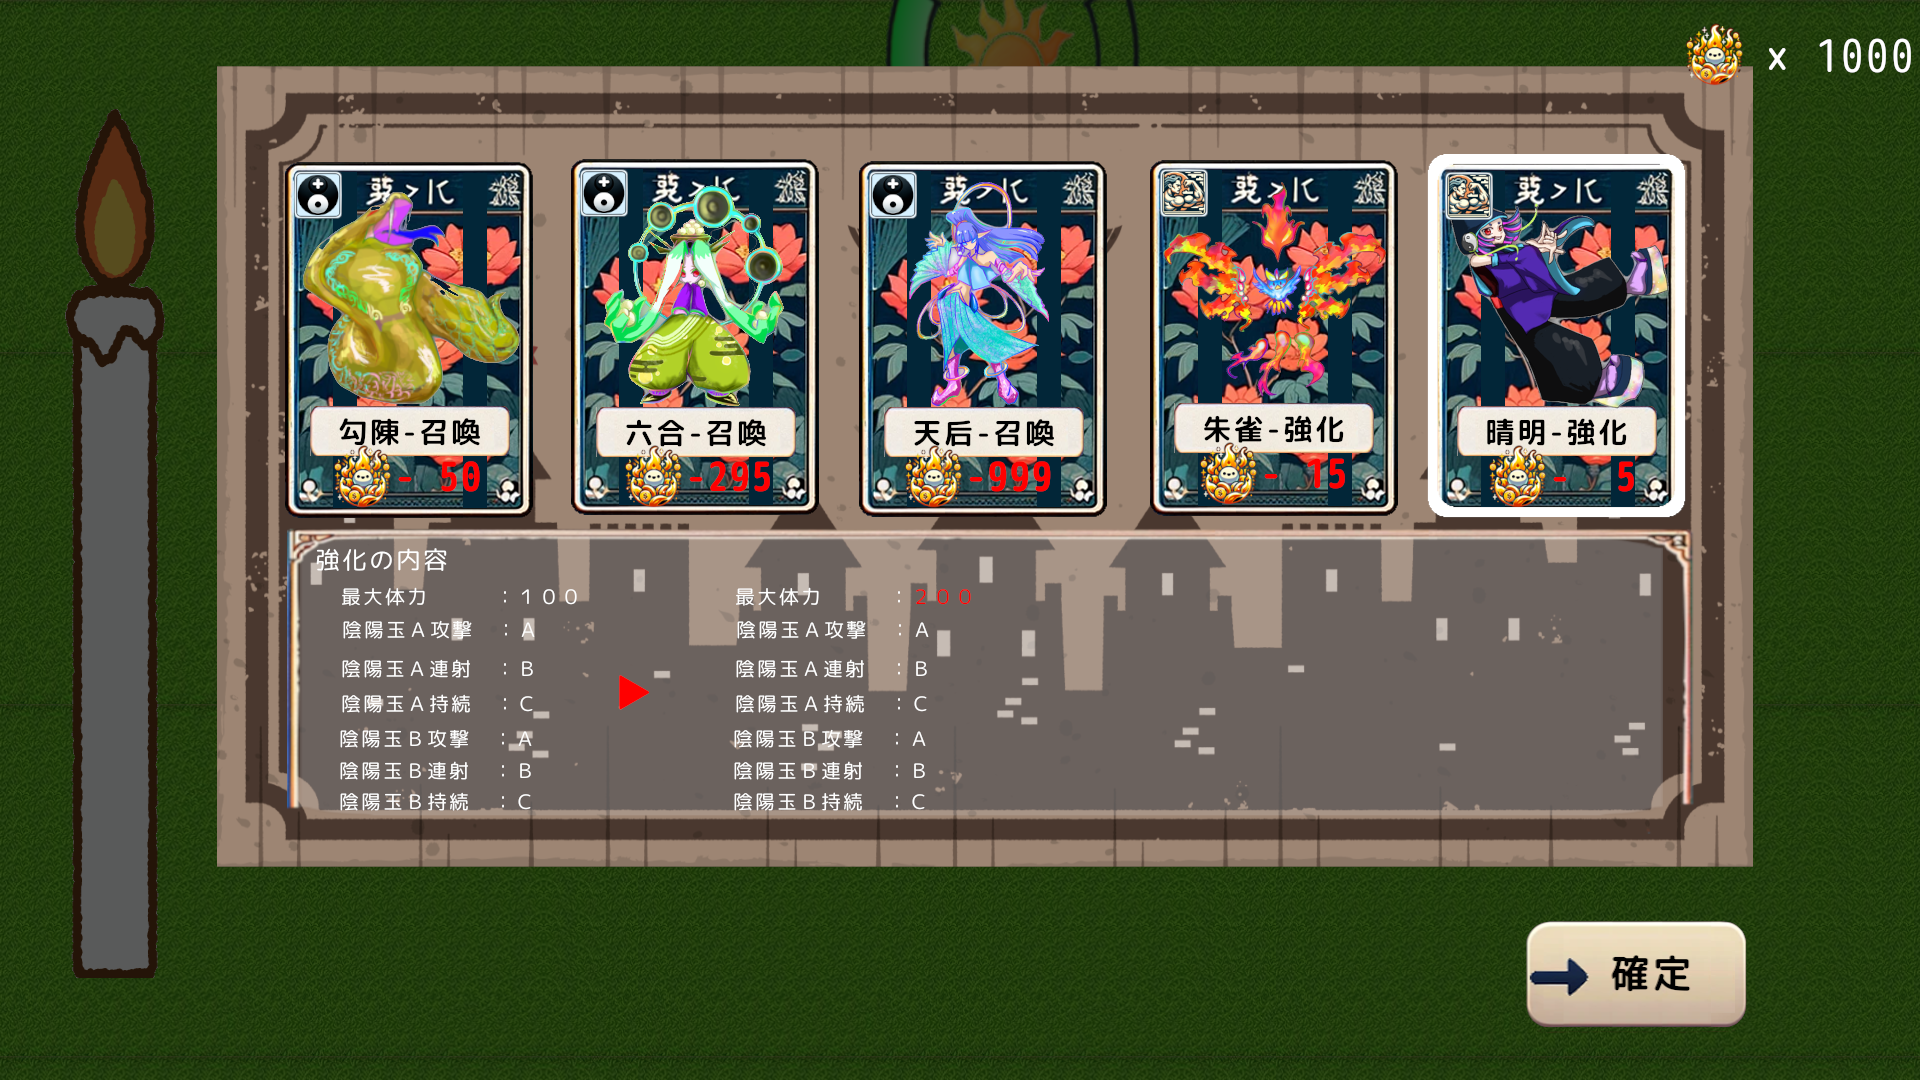 x 1000
勾陳-召喚
- 50
六合-召喚
-295
天后-召喚
-999
朱雀-強化
- 15
晴明-強化
- 5
強化の内容
最大体力 : 100
陰陽玉A攻撃 : A
陰陽玉A連射 : B
陰陽玉A持続 : C
陰陽玉B攻撃 : A
陰陽玉B連射 : B
陰陽玉B持続 : C
最大体力 : 200
陰陽玉A攻撃 : A
陰陽玉A連射 : B
陰陽玉A持続 : C
陰陽玉B攻撃 : A
陰陽玉B連射 : B
陰陽玉B持続 : C
確定